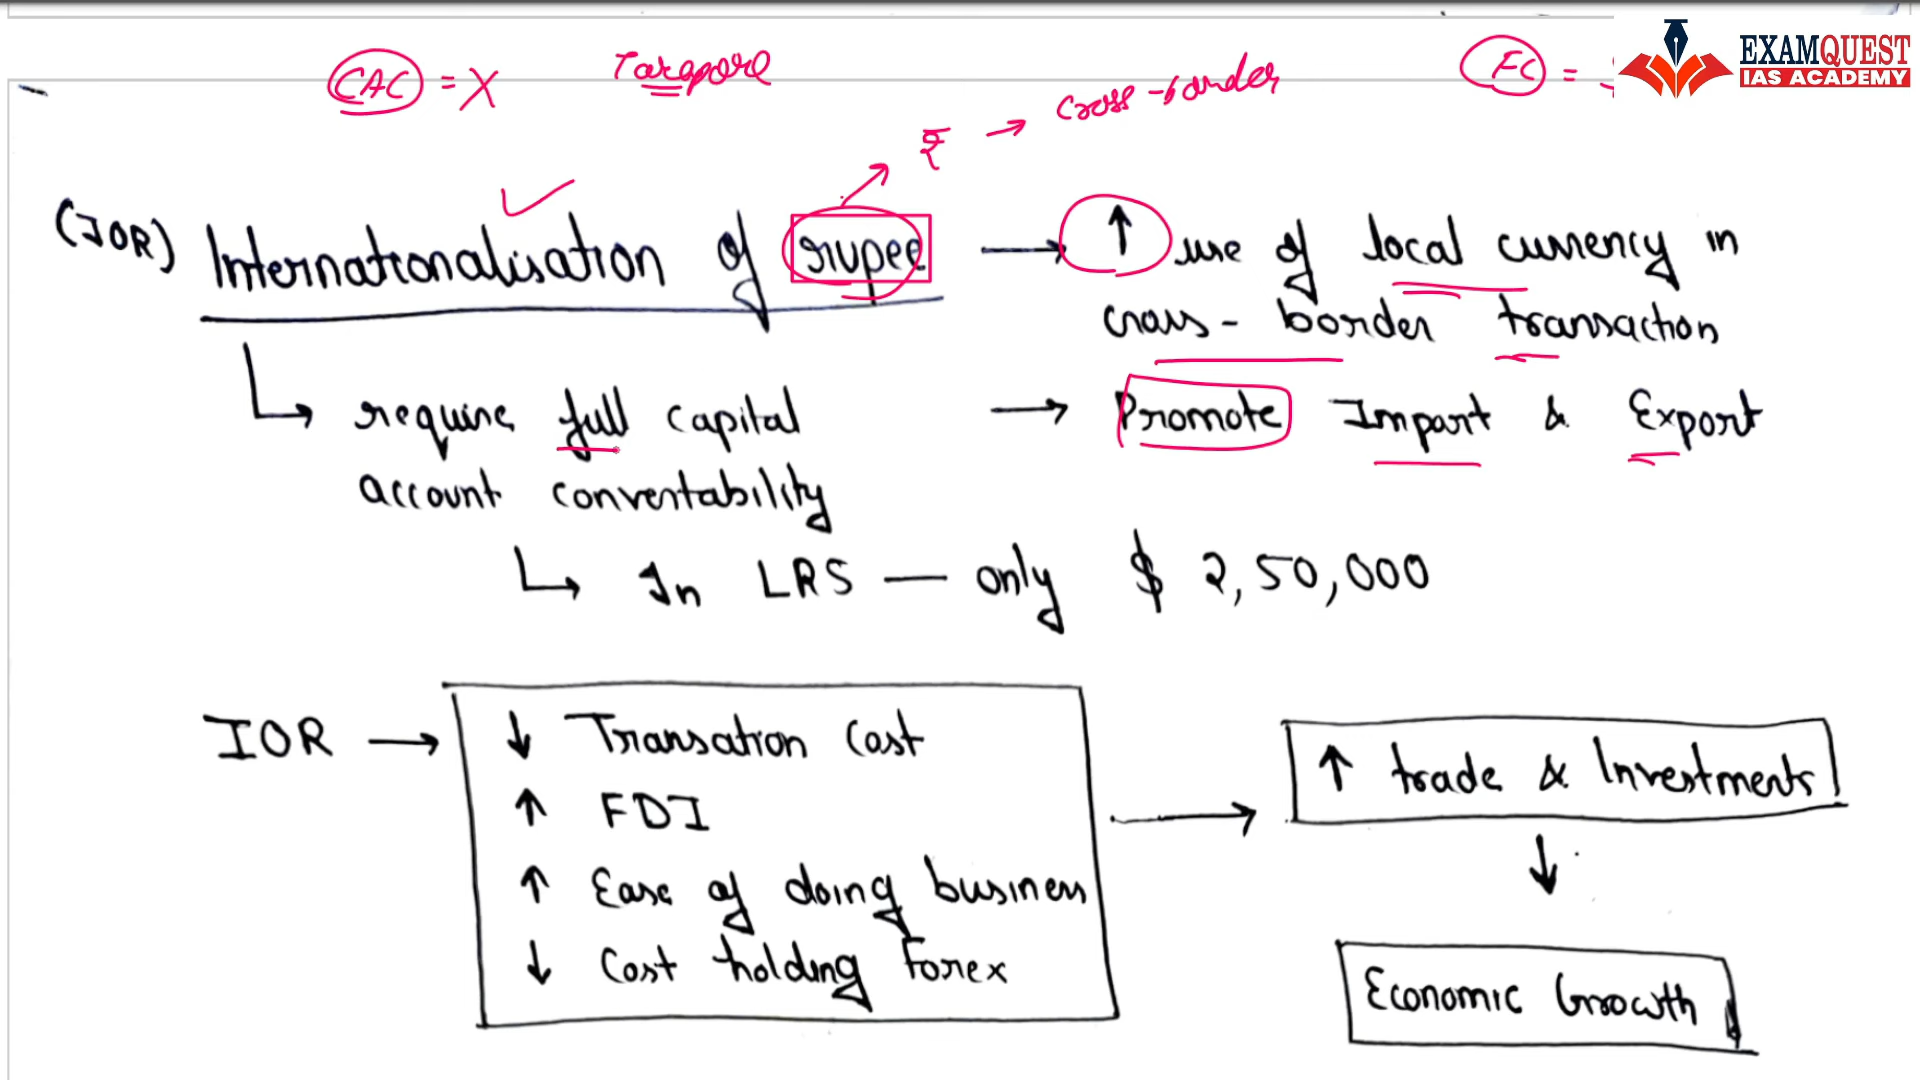 CAC = X Tarapore FC =
EXAMQUEST
IAS ACADEMY
₹ → Cross-border
(IOR) Internationalisation of rupee → ↑ use of local currency in
cross-border transaction
↳ require full capital → Promote Import & Export
account convertability
↳ In LRS — only $ 2,50,000
IOR → ↓ Transation Cost
↑ FDI
↑ Ease of doing business
↓ Cost holding Forex
→ ↑ trade & Investments
↓
Economic Growth